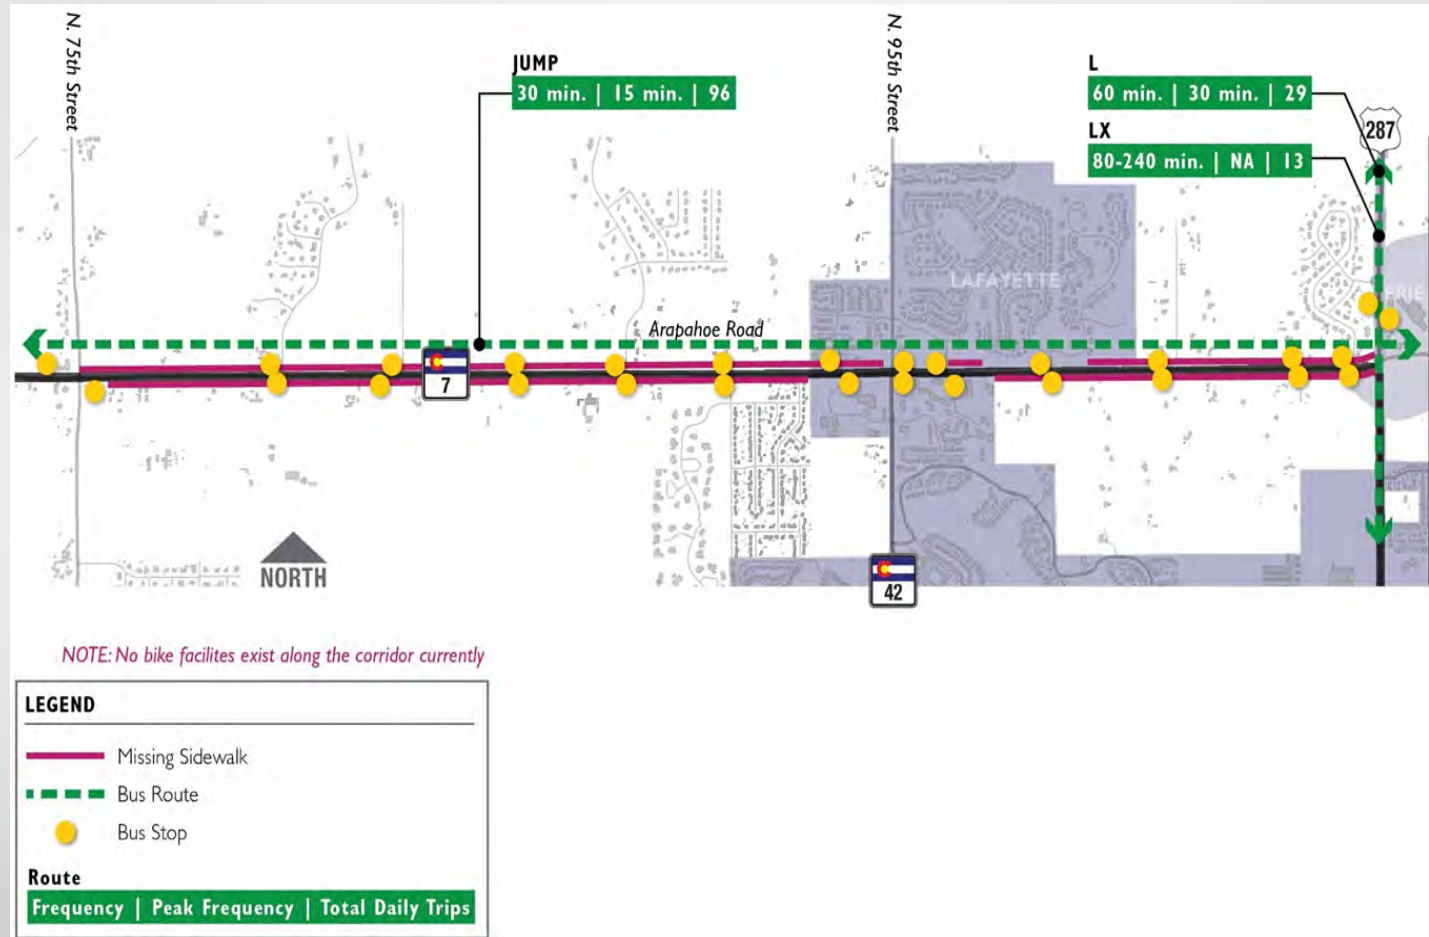 N. 75th Street
JUMP
30 min. | 15 min. | 96
N. 95th Street
L
60 min. | 30 min. | 29
LX
80-240 min. | NA | 13
287
LAFAYETTE
ERIE
Arapahoe Road
7
NORTH
42
NOTE: No bike facilites exist along the corridor currently
LEGEND
Missing Sidewalk
Bus Route
Bus Stop
Route
Frequency | Peak Frequency | Total Daily Trips